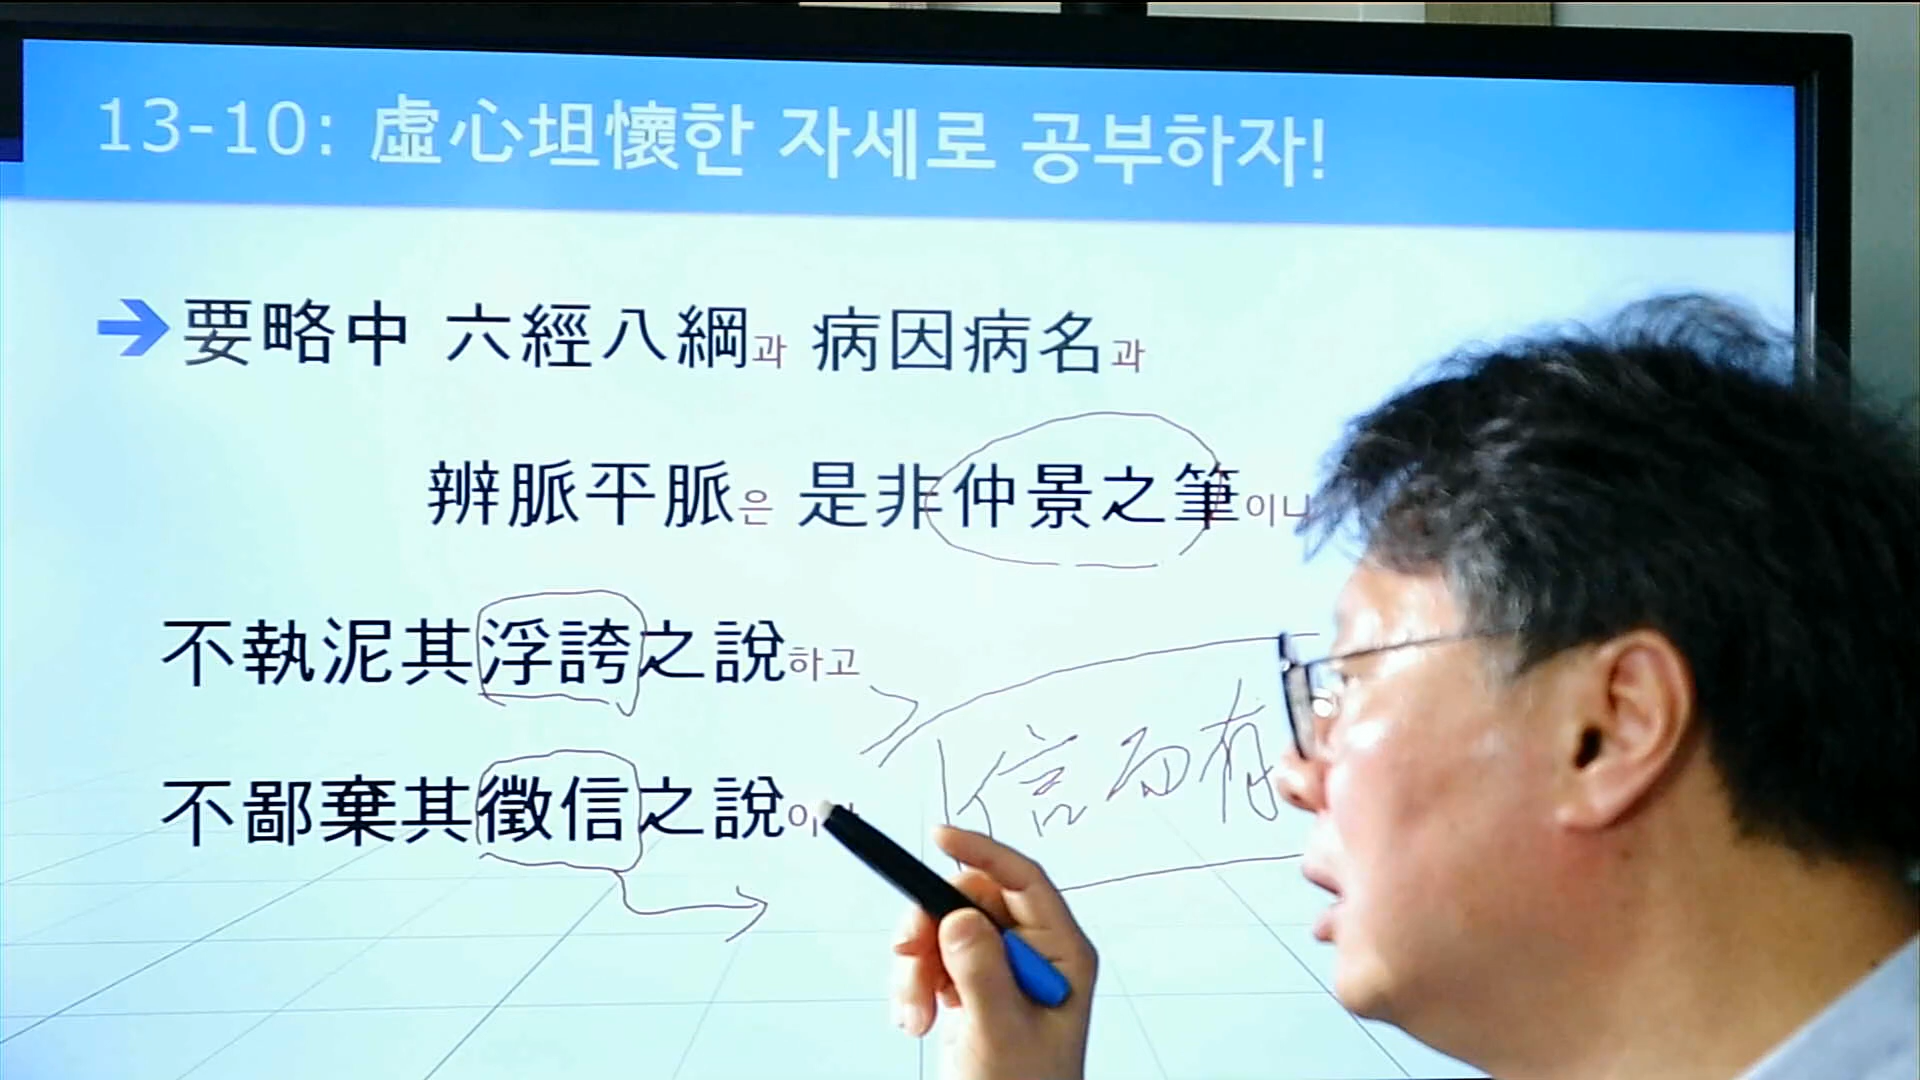 13-10: 虛心坦懷한 자세로 공부하자!
要略中 六經八綱과 病因病名과
辨脈平脈은 是非仲景之筆이나
不執泥其浮誇之說하고
不鄙棄其徵信之說
信而有